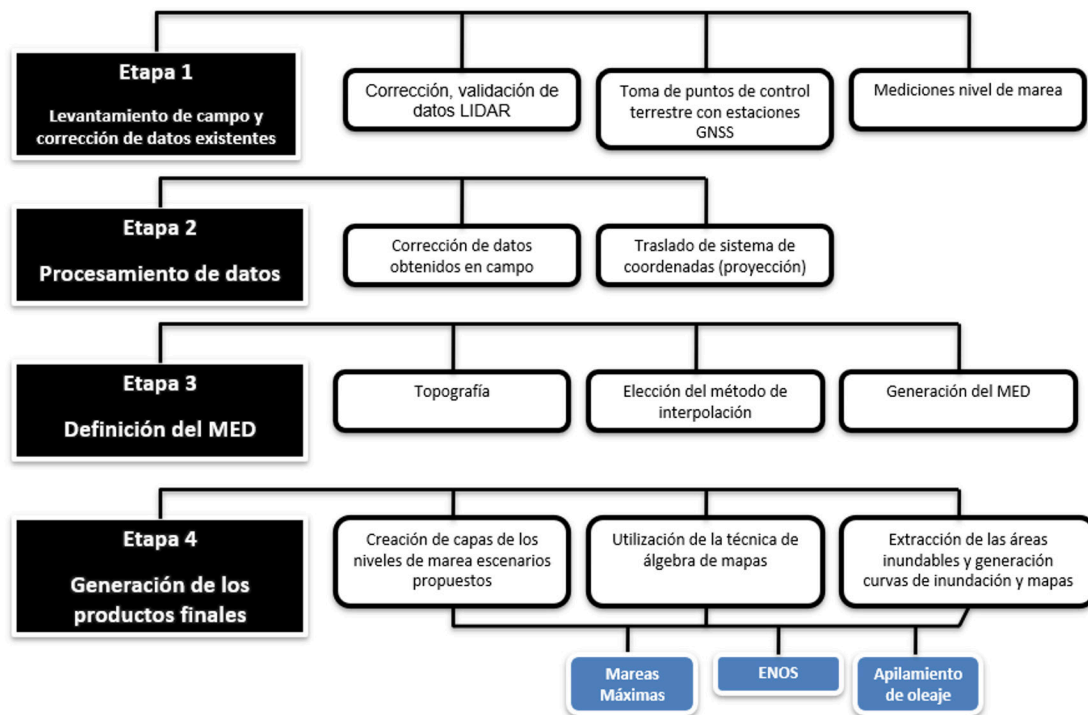 Etapa 1
Levantamiento de campo y
corrección de datos existentes
Corrección, validación de
datos LIDAR
Toma de puntos de control
terrestre con estaciones
GNSS
Mediciones nivel de marea
Etapa 2
Procesamiento de datos
Corrección de datos
obtenidos en campo
Traslado de sistema de
coordenadas (proyección)
Etapa 3
Definición del MED
Topografía
Elección del método de
interpolación
Generación del MED
Etapa 4
Generación de los
productos finales
Creación de capas de los
niveles de marea escenarios
propuestos
Utilización de la técnica de
álgebra de mapas
Extracción de las áreas
inundables y generación
curvas de inundación y mapas
Mareas
Máximas
ENOS
Apilamiento
de oleaje